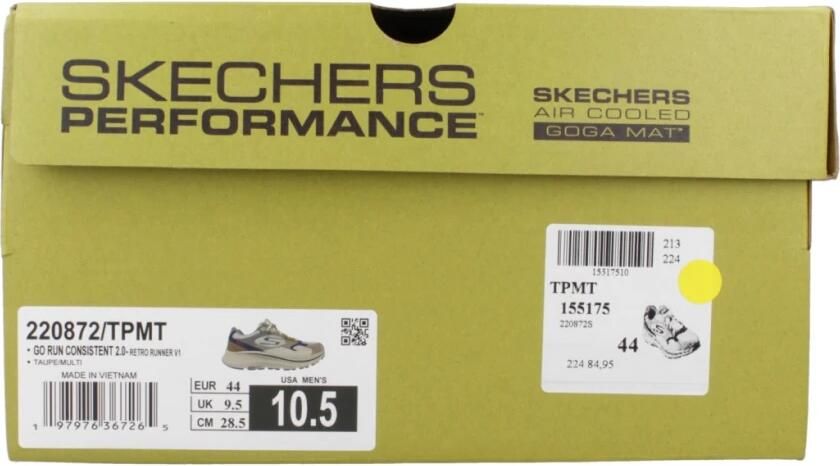 SKECHERS
PERFORMANCE™
SKECHERS
AIR COOLED
GOGA MAT®
220872/TPMT
• GO RUN CONSISTENT 2.0- RETRO RUNNER V1
• TAUPE/MULTI
MADE IN VIETNAM
1 97976 36726 5
EUR 44
UK 9.5
CM 28.5
USA MEN'S
10.5
213
224
15317510
TPMT
155175
220872S
44
224 84,95